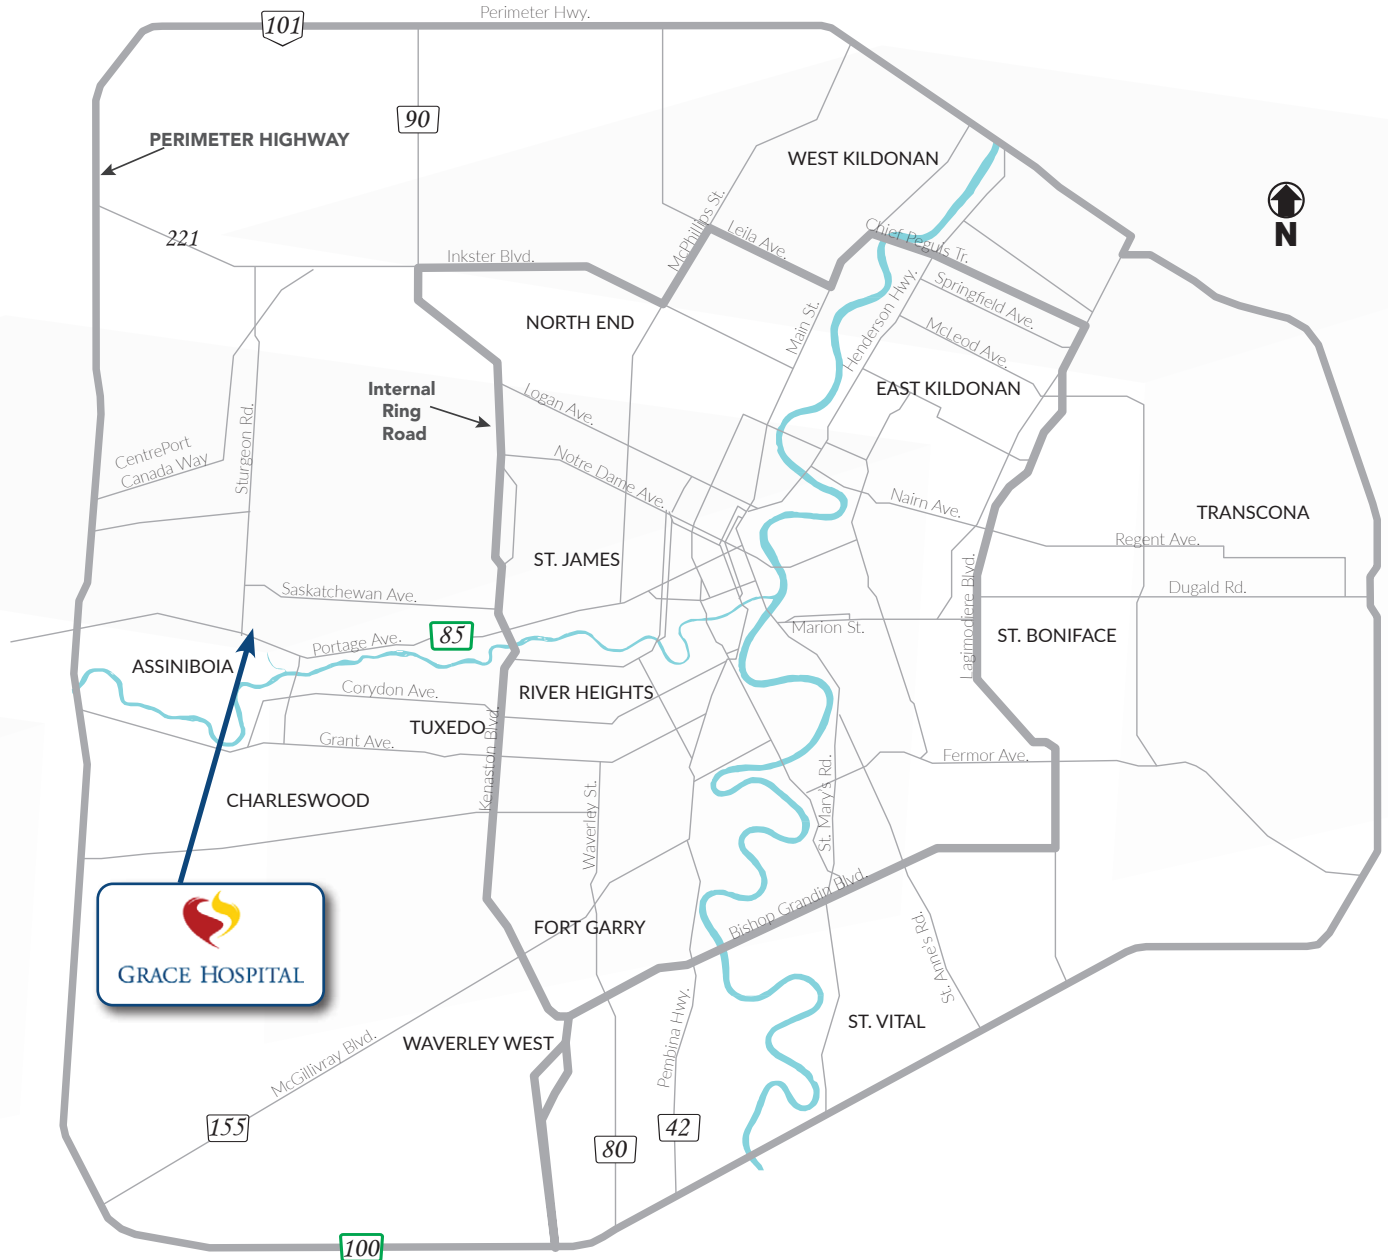 Perimeter Hwy.
101
90
PERIMETER HIGHWAY
WEST KILDONAN
N
McPhillips St.
Leila Ave.
Chief Peguis Tr.
221
Inkster Blvd.
Springfield Ave.
Main St.
Henderson Hwy.
NORTH END
McLeod Ave.
Internal
Ring
Road
EAST KILDONAN
Logan Ave.
Sturgeon Rd.
CentrePort
Canada Way
Notre Dame Ave.
Nairn Ave.
TRANSCONA
Regent Ave.
ST. JAMES
Saskatchewan Ave.
Lagimodiere Blvd.
Dugald Rd.
Portage Ave.
85
Marion St.
ST. BONIFACE
ASSINIBOIA
Corydon Ave.
RIVER HEIGHTS
TUXEDO
Grant Ave.
Kenaston Blvd.
Fermor Ave.
CHARLESWOOD
Waverley St.
St. Mary's Rd.
Bishop Grandin Blvd.
GRACE HOSPITAL
FORT GARRY
St. Anne's Rd.
Pembina Hwy.
ST. VITAL
WAVERLEY WEST
McGillivray Blvd.
155
42
80
100